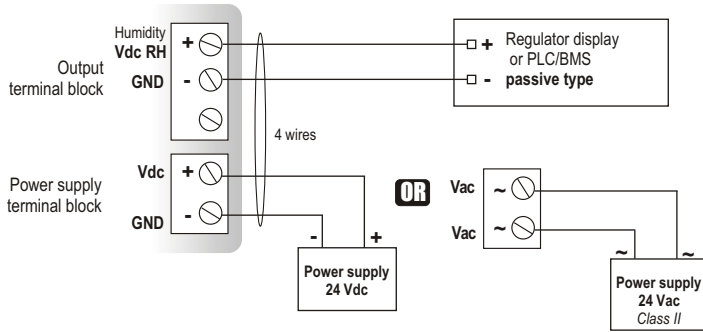 Output
terminal block
Humidity
Vdc RH
GND
+
-
4 wires
+ Regulator display
or PLC/BMS
- passive type
Power supply
terminal block
Vdc
GND
+
-
- +
Power supply
24 Vdc
OR
Vac
Vac
~
~
~ ~
Power supply
24 Vac
Class II